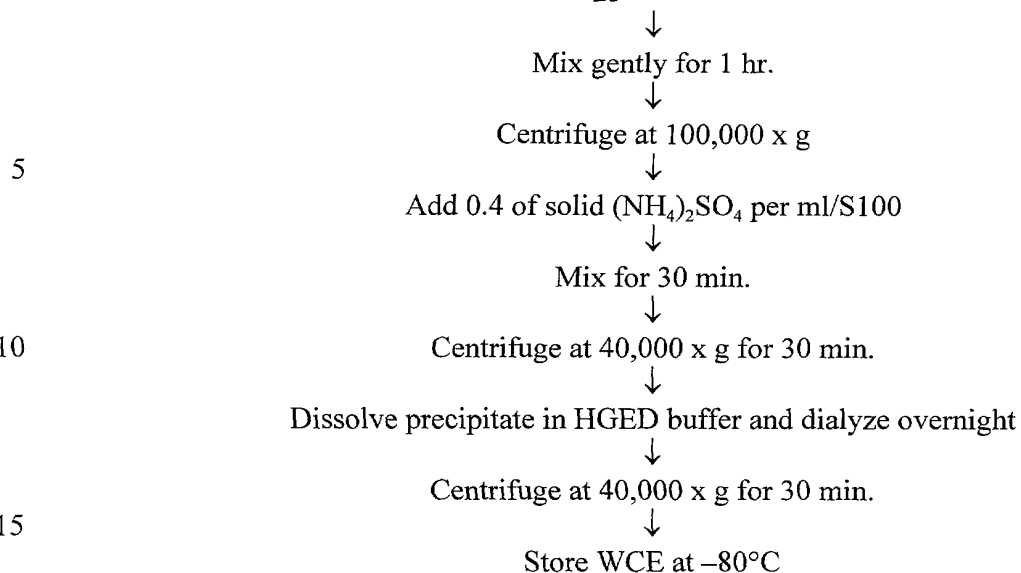 ↓
Mix gently for 1 hr.
↓
Centrifuge at 100,000 x g
5
↓
Add 0.4 of solid (NH₄)₂SO₄ per ml/S100
↓
Mix for 30 min.
↓
10
Centrifuge at 40,000 x g for 30 min.
↓
Dissolve precipitate in HGED buffer and dialyze overnight
↓
Centrifuge at 40,000 x g for 30 min.
15
↓
Store WCE at –80°C